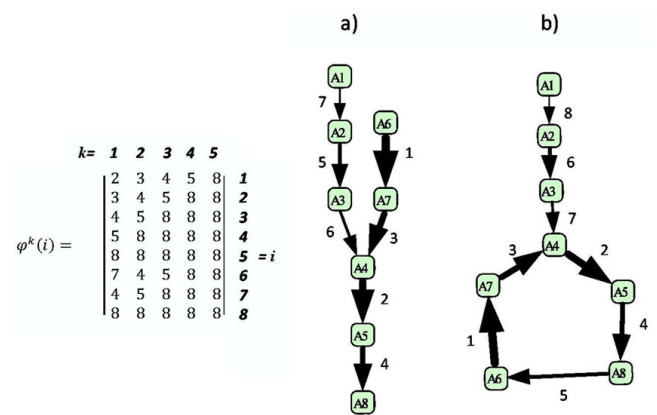 a)
b)
k= 1 2 3 4 5
φᵏ(i) =
2 3 4 5 8 1
3 4 5 8 8 2
4 5 8 8 8 3
5 8 8 8 8 4
8 8 8 8 8 5 = i
7 4 5 8 8 6
4 5 8 8 8 7
8 8 8 8 8 8
A1
7
A2
A6
5
1
A3
A7
6
3
A4
2
A5
4
A8
A1
8
A2
6
A3
7
A4
3
2
A7
A5
1
4
A6
A8
5